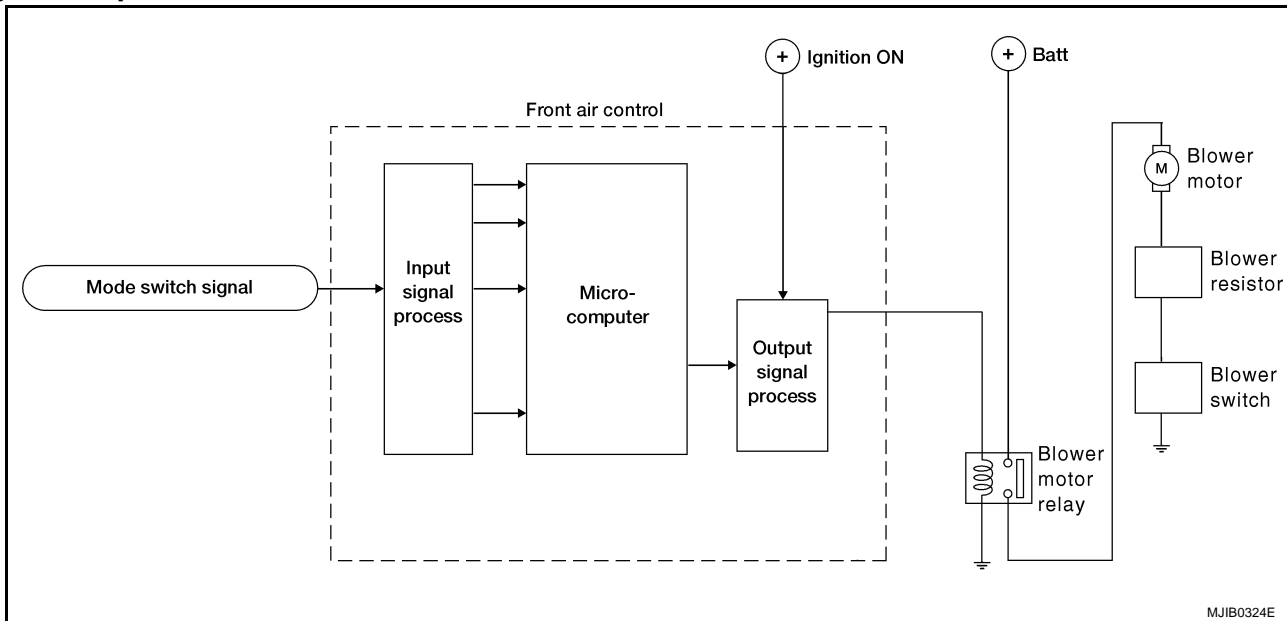 + Ignition ON
+ Batt
Front air control
Blower
motor
M
Mode switch signal
Input
signal
process
Micro-
computer
Output
signal
process
Blower
resistor
Blower
switch
Blower
motor
relay
MJIB0324E